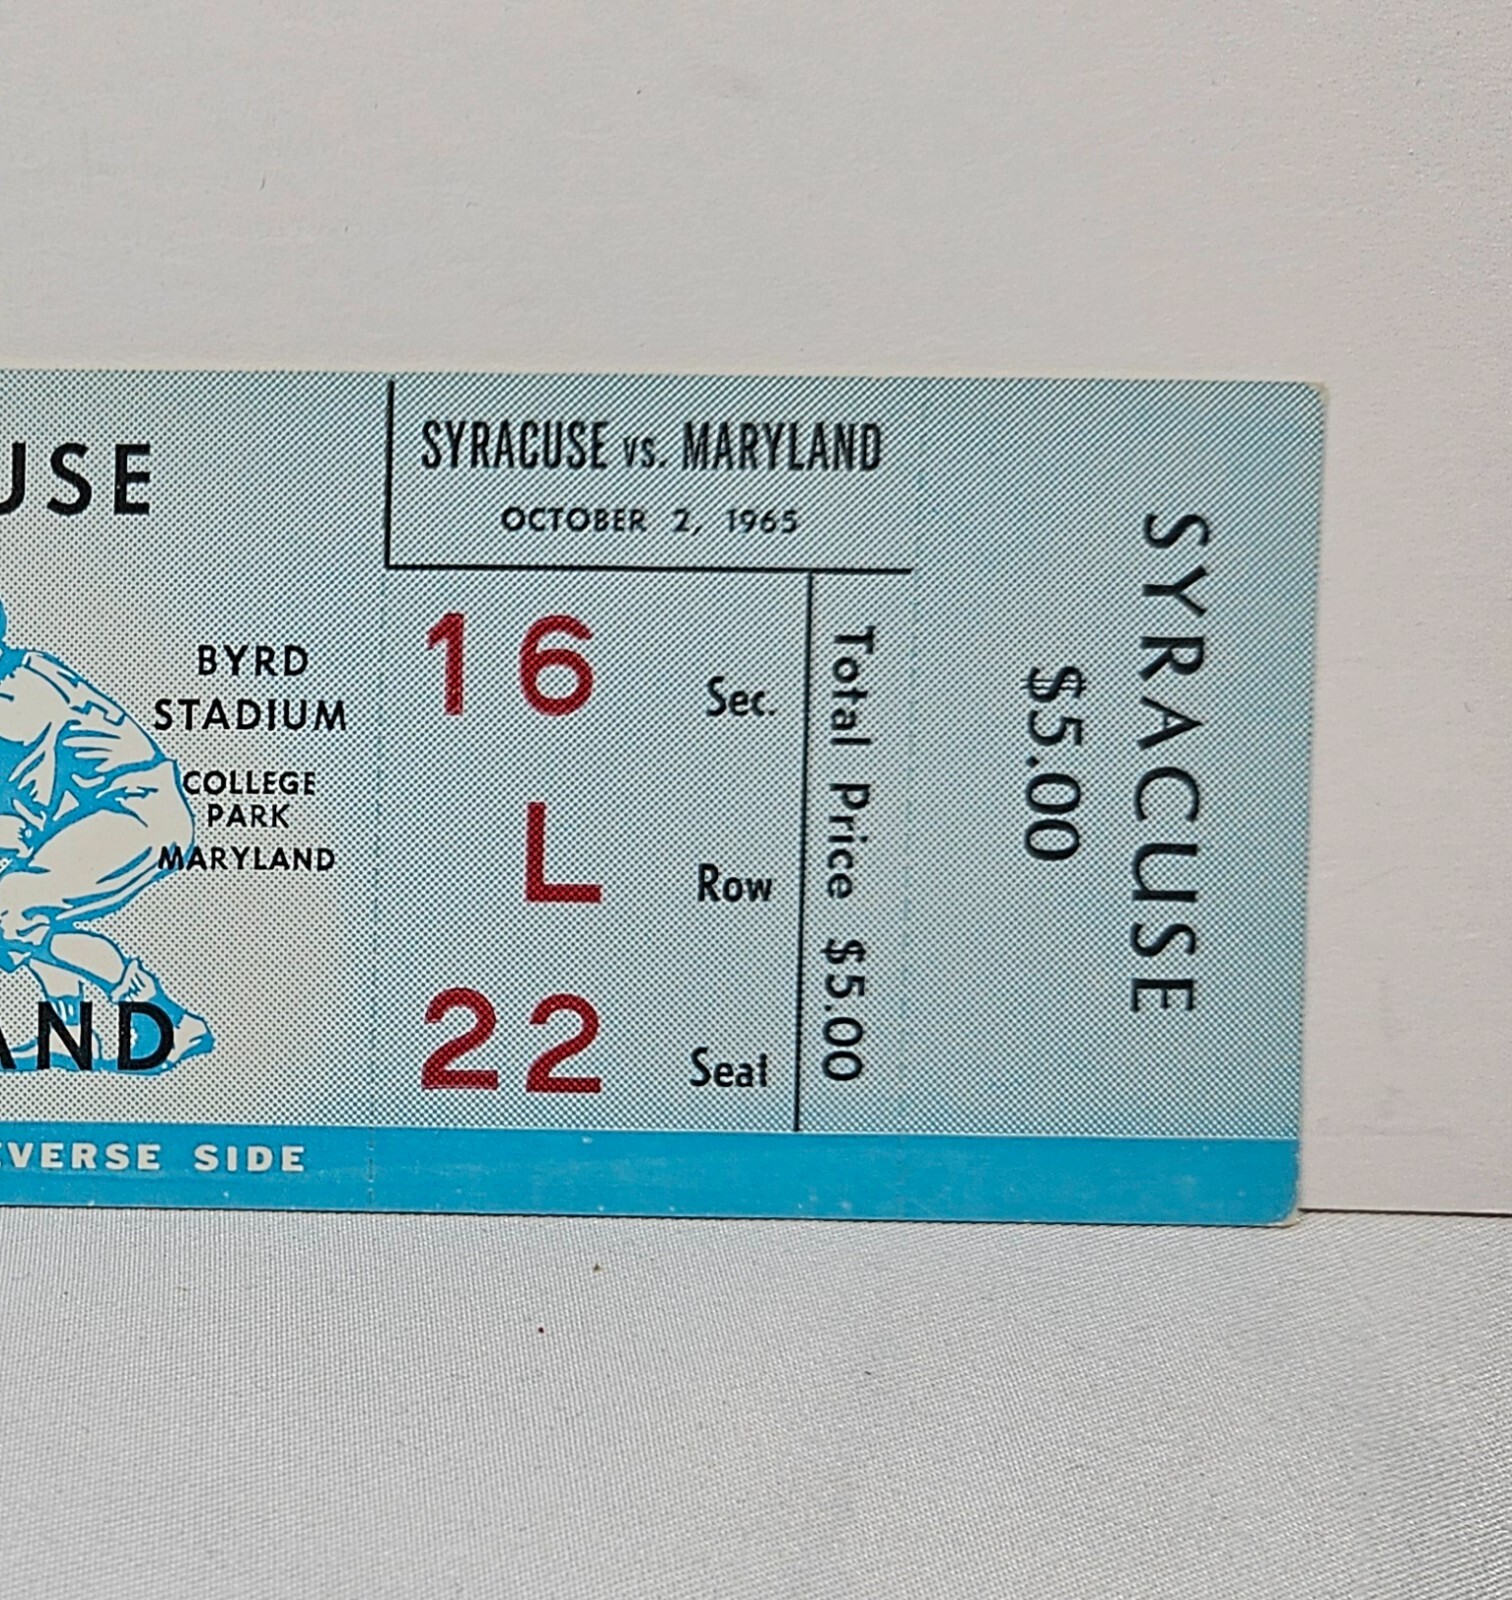 USE
BYRD
STADIUM
COLLEGE
PARK
MARYLAND
AND
EVERSE SIDE
SYRACUSE vs. MARYLAND
OCTOBER 2, 1965
16 Sec.
L Row
22 Seat
Total Price $5.00
SYRACUSE
$5.00